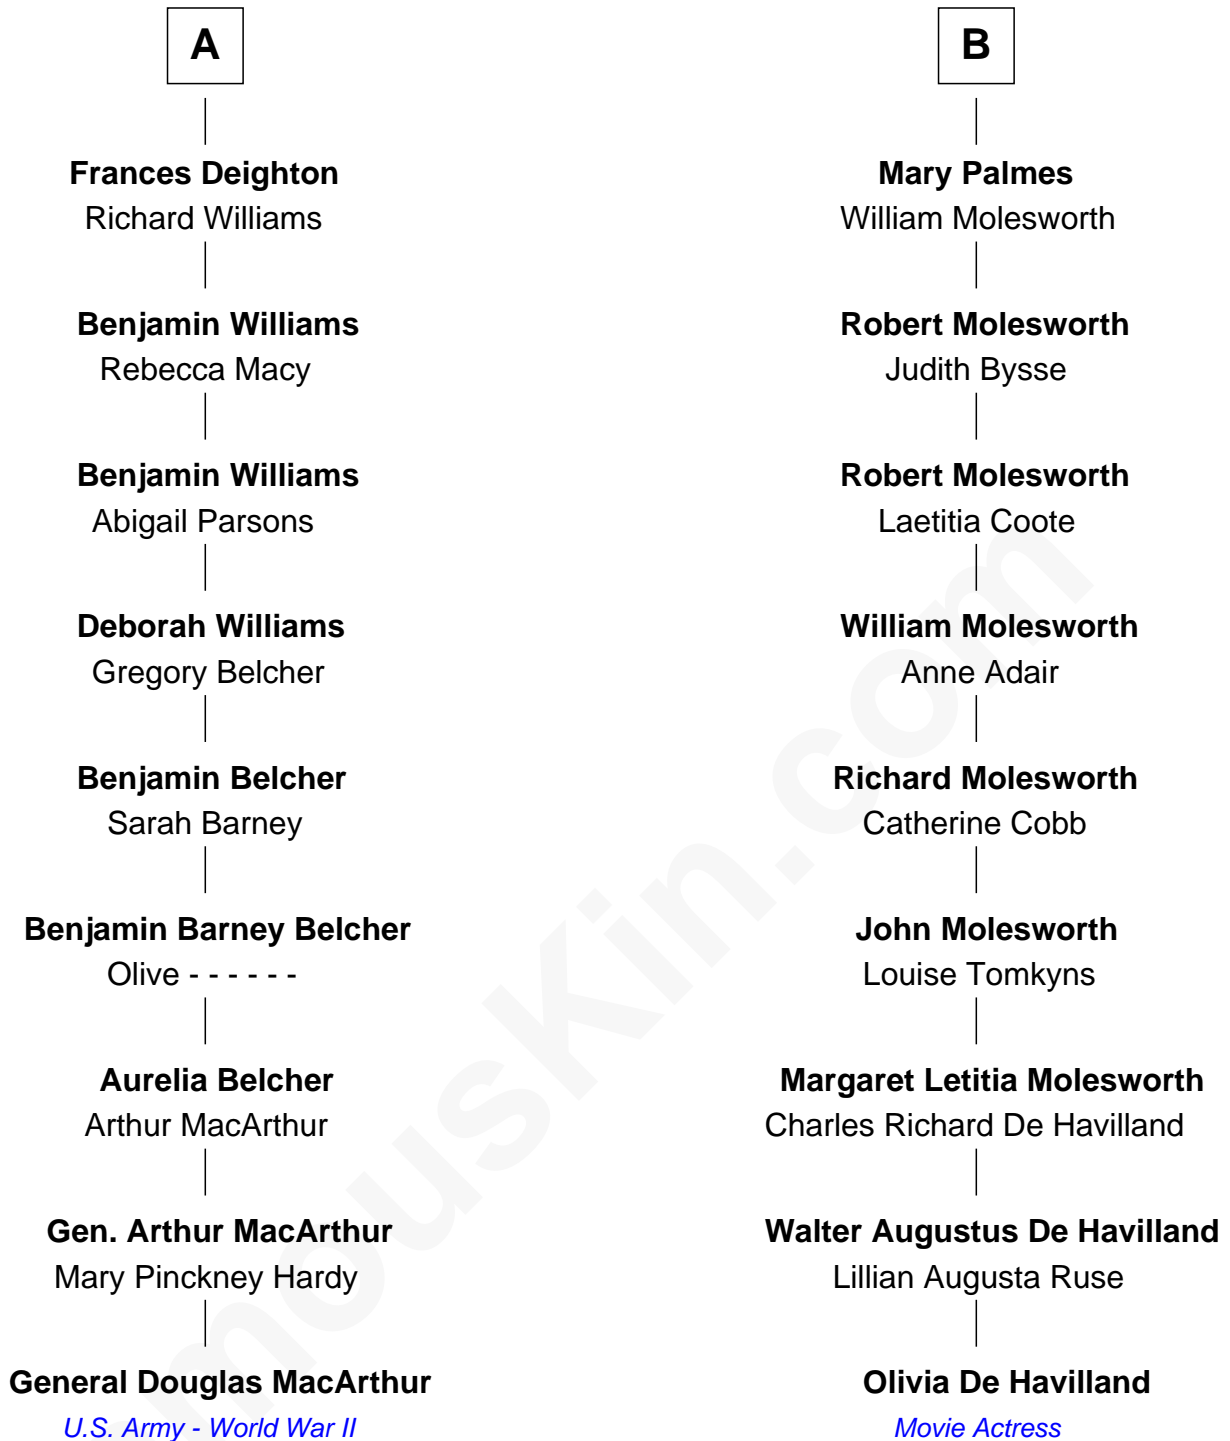 A
Frances Deighton
Richard Williams
Benjamin Williams
Rebecca Macy
Benjamin Williams
Abigail Parsons
Deborah Williams
Gregory Belcher
Benjamin Belcher
Sarah Barney
Benjamin Barney Belcher
Olive - - - - - -
Aurelia Belcher
Arthur MacArthur
Gen. Arthur MacArthur
Mary Pinckney Hardy
General Douglas MacArthur
U.S. Army - World War II
B
Mary Palmes
William Molesworth
Robert Molesworth
Judith Bysse
Robert Molesworth
Laetitia Coote
William Molesworth
Anne Adair
Richard Molesworth
Catherine Cobb
John Molesworth
Louise Tomkyns
Margaret Letitia Molesworth
Charles Richard De Havilland
Walter Augustus De Havilland
Lillian Augusta Ruse
Olivia De Havilland
Movie Actress
mousKin.com